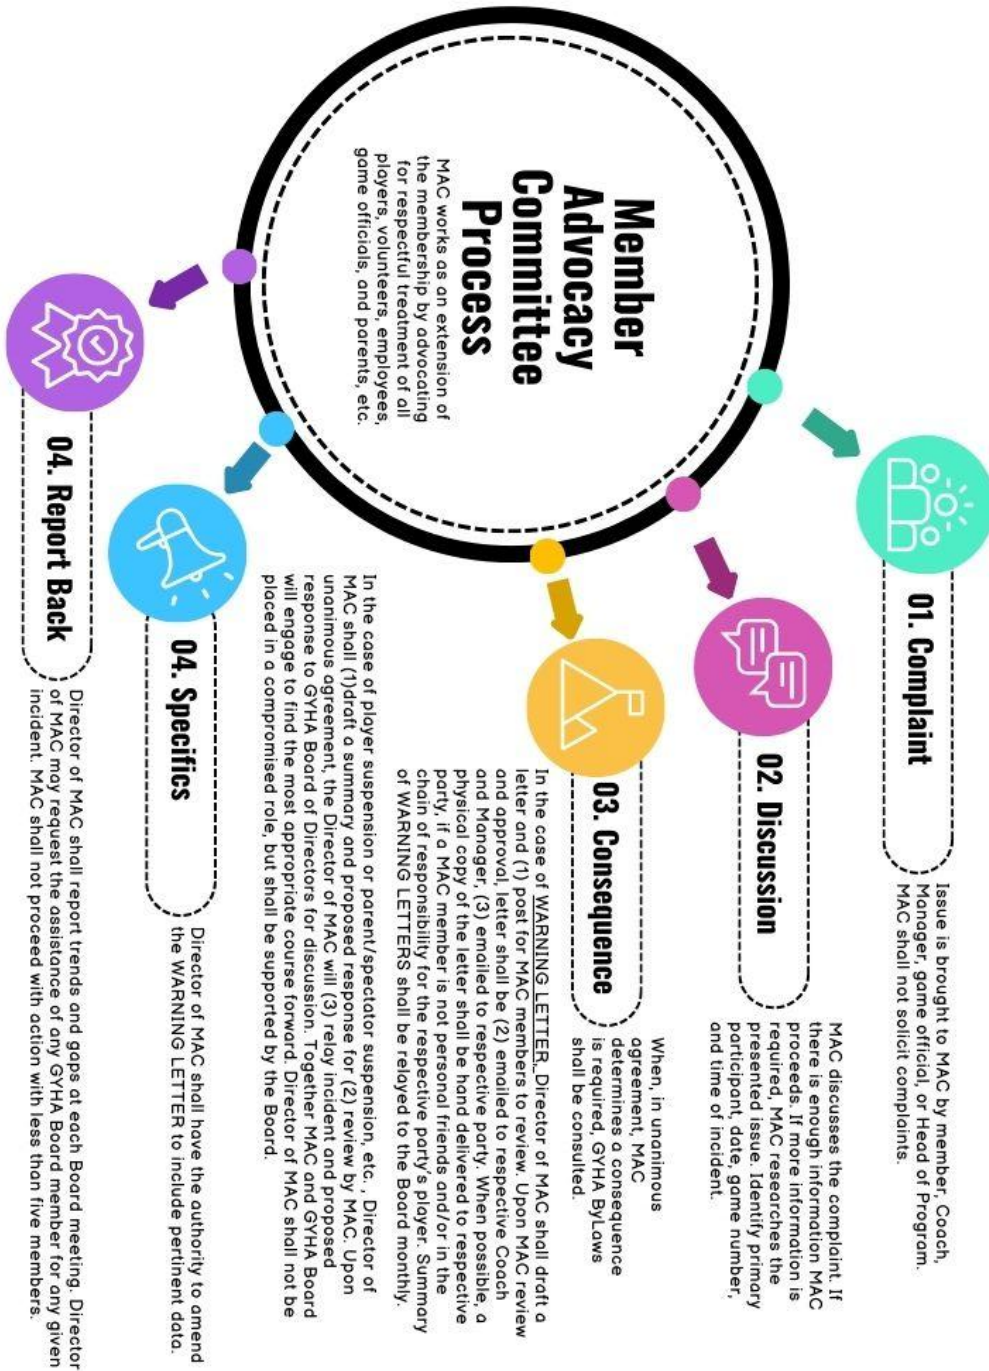 Member
Advocacy
Committee
Process
MAC works as an extension of
the membership by advocating
for respectful treatment of all
players, volunteers, employees,
game officials, and parents, etc.
01. Complaint
Issue is brought to MAC by member, Coach,
Manager, game official, or Head of Program.
MAC shall not solicit complaints.
02. Discussion
MAC discusses the complaint. If
there is enough information MAC
proceeds. If more information is
required, MAC researches the
presented issue. Identify primary
participant, date, game number,
and time of incident.
03. Consequence
When, in unanimous
agreement, MAC
determines a consequence
is required, GYHA ByLaws
shall be consulted.
In the case of WARNING LETTER, Director of MAC shall draft a
letter and (1) post for MAC members to review. Upon MAC review
and approval, letter shall be (2) emailed to respective Coach
and Manager, (3) emailed to respective party. When possible, a
physical copy of the letter shall be hand delivered to respective
party, if a MAC member is not personal friends and/or in the
chain of responsibility for the respective party's player. Summary
of WARNING LETTERS shall be relayed to the Board monthly.
In the case of player suspension or parent/spectator suspension, etc. , Director of
MAC shall (1)draft a summary and proposed response for (2) review by MAC. Upon
unanimous agreement, the Director of MAC will (3) relay incident and proposed
response to GYHA Board of Directors for discussion. Together MAC and GYHA Board
will engage to find the most appropriate course forward. Director of MAC shall not be
placed in a compromised role, but shall be supported by the Board.
04. Specifics
Director of MAC shall have the authority to amend
the WARNING LETTER to include pertinent data.
04. Report Back
Director of MAC shall report trends and gaps at each Board meeting. Director
of MAC may request the assistance of any GYHA Board member for any given
incident. MAC shall not proceed with action with less than five members.